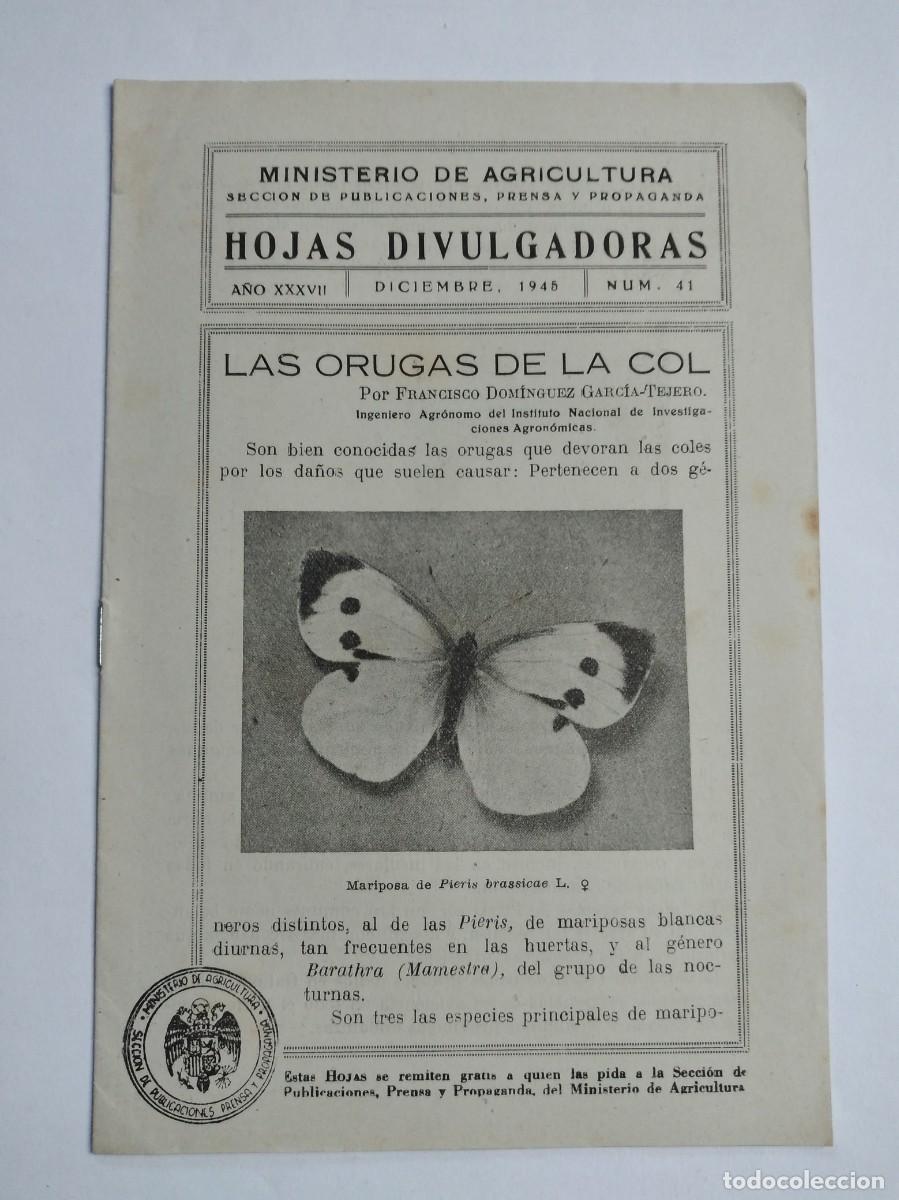 MINISTERIO DE AGRICULTURA
SECCION DE PUBLICACIONES, PRENSA Y PROPAGANDA
HOJAS DIVULGADORAS
AÑO XXXVII DICIEMBRE, 1945 NUM. 41
LAS ORUGAS DE LA COL
Por FRANCISCO DOMÍNGUEZ GARCÍA-TEJERO.
Ingeniero Agrónomo del Instituto Nacional de Investiga-
ciones Agronómicas.
Son bien conocidas las orugas que devoran las coles
por los daños que suelen causar: Pertenecen a dos gé-
Mariposa de Pieris brassicae L. ♀
neros distintos, al de las Pieris, de mariposas blancas
diurnas, tan frecuentes en las huertas, y al género
Barathra (Mamestra), del grupo de las noc-
turnas.
Son tres las especies principales de maripo-
MINISTERIO DE AGRICULTURA
SECCION DE PUBLICACIONES PRENSA Y PROPAGANDA
Estas HOJAS se remiten gratis a quien las pida a la Sección de
Publicaciones, Prensa y Propaganda, del Ministerio de Agricultura
todocoleccion